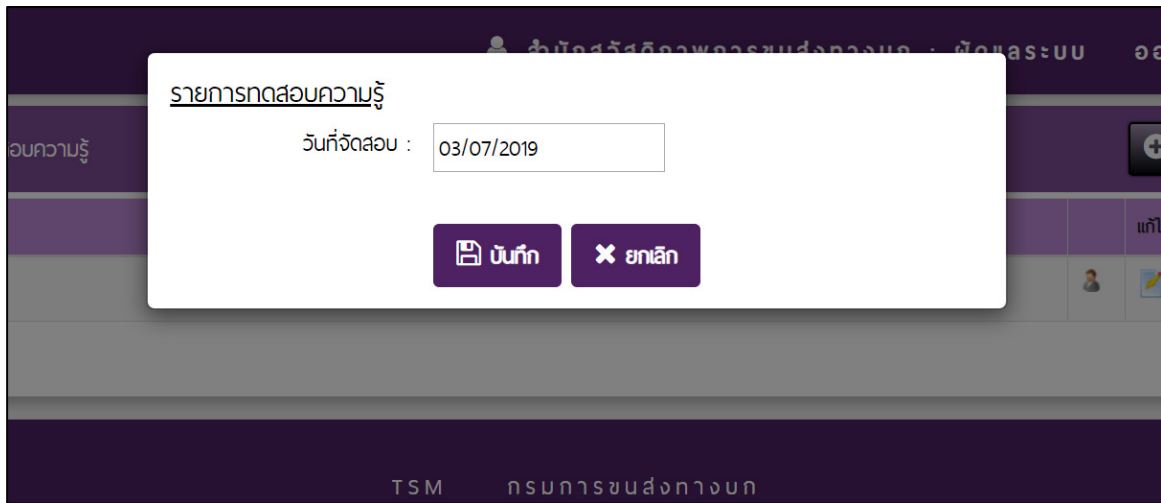 สำนักสวัสดิภาพการขนส่งทางบก : ผู้ดูแลระบบ
รายการทดสอบความรู้
วันที่จัดสอบ : 03/07/2019
อบความรู้
บันทึก ยกเลิก
TSM กรมการขนส่งทางบก